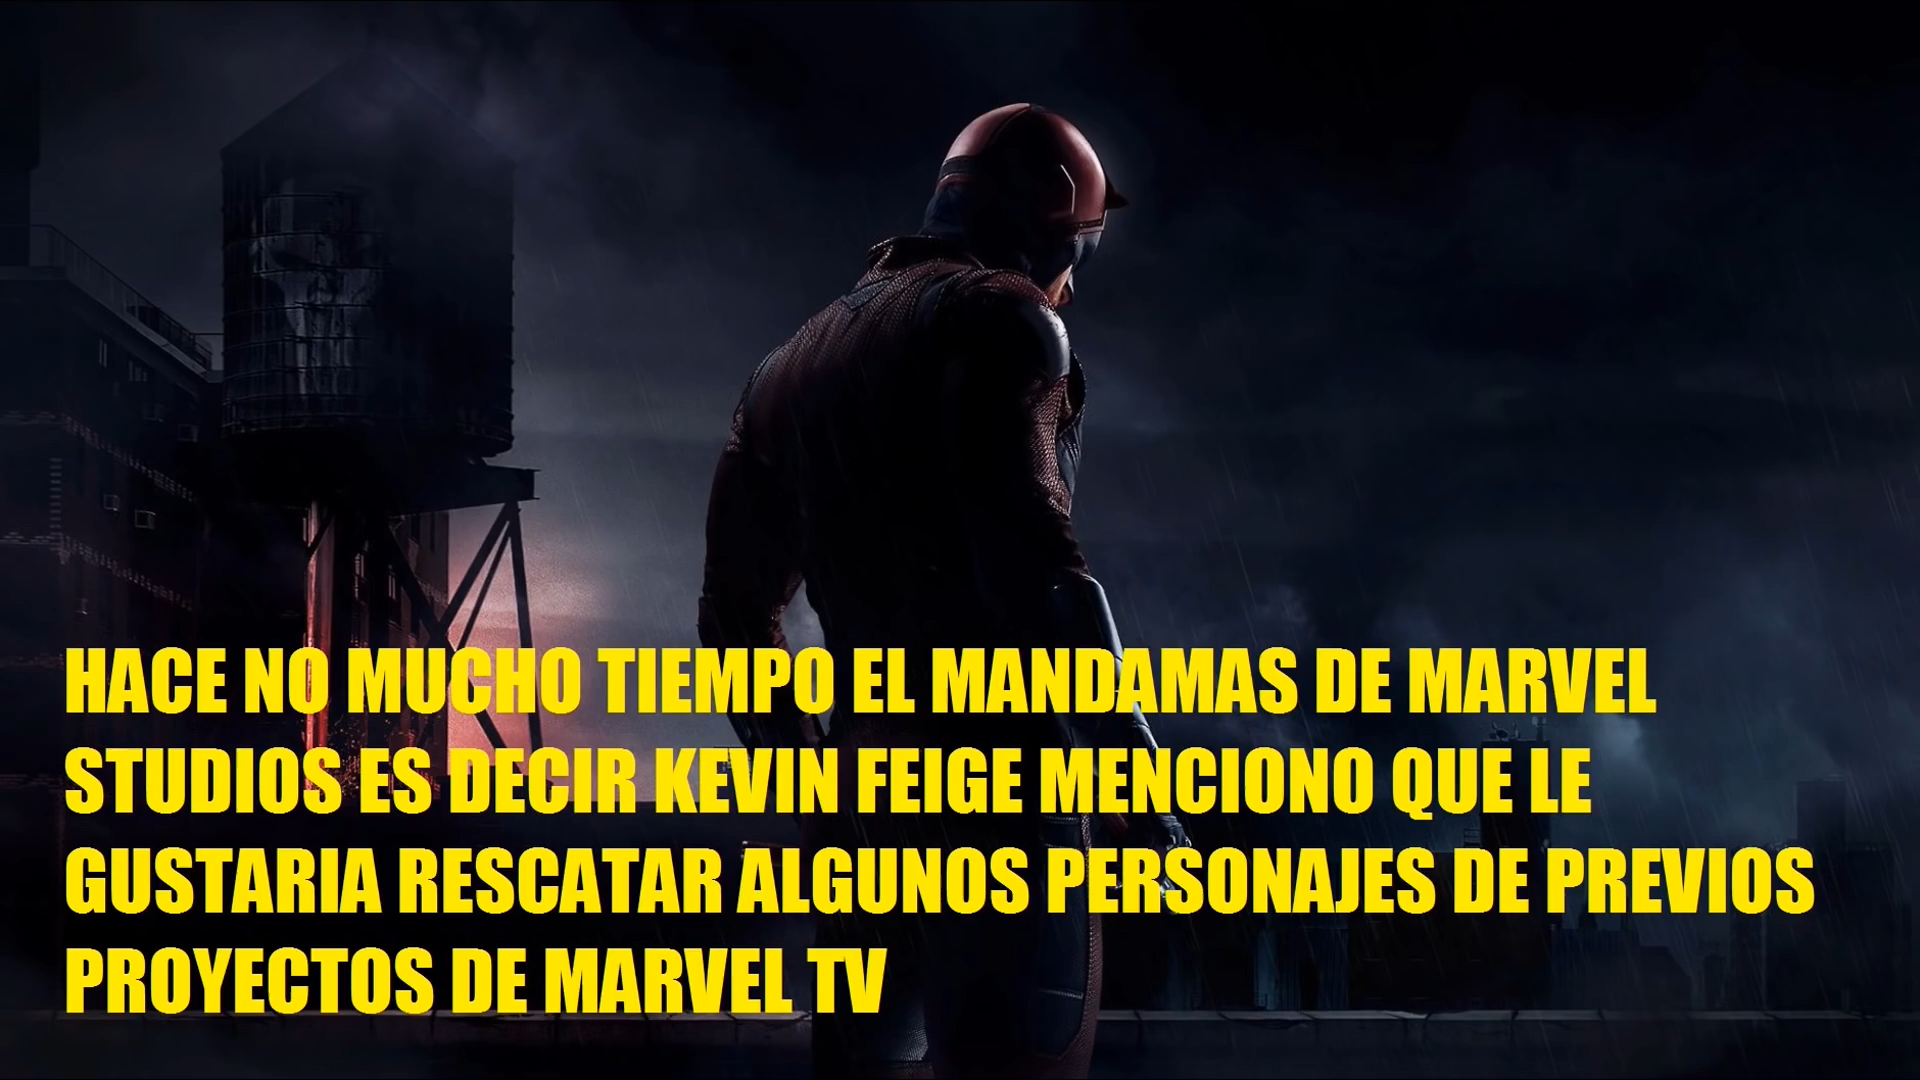 HACE NO MUCHO TIEMPO EL MANDAMAS DE MARVEL
STUDIOS ES DECIR KEVIN FEIGE MENCIONO QUE LE
GUSTARIA RESCATAR ALGUNOS PERSONAJES DE PREVIOS
PROYECTOS DE MARVEL TV